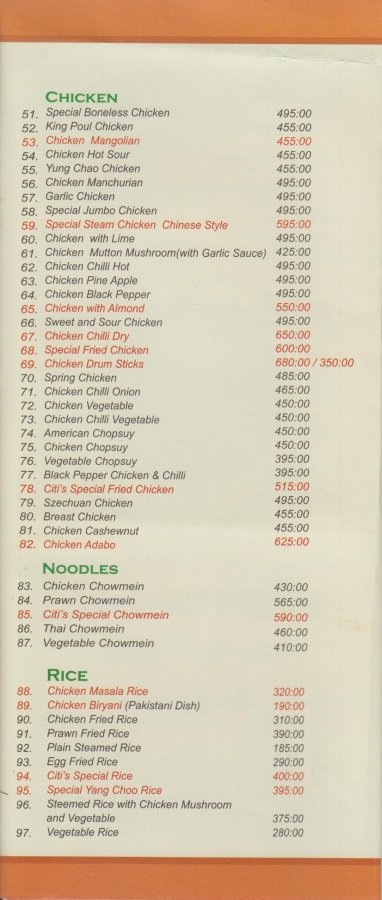 CHICKEN
51. Special Boneless Chicken 495:00
52. King Poul Chicken 455:00
53. Chicken Mangolian 455:00
54. Chicken Hot Sour 455:00
55. Yung Chao Chicken 455:00
56. Chicken Manchurian 495:00
57. Garlic Chicken 495:00
58. Special Jumbo Chicken 495:00
59. Special Steam Chicken Chinese Style 595:00
60. Chicken with Lime 495:00
61. Chicken Mutton Mushroom(with Garlic Sauce) 425:00
62. Chicken Chilli Hot 495:00
63. Chicken Pine Apple 495:00
64. Chicken Black Pepper 495:00
65. Chicken with Almond 550:00
66. Sweet and Sour Chicken 495:00
67. Chicken Chilli Dry 650:00
68. Special Fried Chicken 600:00
69. Chicken Drum Sticks 680:00 / 350:00
70. Spring Chicken 485:00
71. Chicken Chilli Onion 465:00
72. Chicken Vegetable 450:00
73. Chicken Chilli Vegetable 450:00
74. American Chopsuy 450:00
75. Chicken Chopsuy 450:00
76. Vegetable Chopsuy 395:00
77. Black Pepper Chicken & Chilli 395:00
78. Citi's Special Fried Chicken 515:00
79. Szechuan Chicken 495:00
80. Breast Chicken 455:00
81. Chicken Cashewnut 455:00
82. Chicken Adabo 625:00
NOODLES
83. Chicken Chowmein 430:00
84. Prawn Chowmein 565:00
85. Citi's Special Chowmein 590:00
86. Thai Chowmein 460:00
87. Vegetable Chowmein 410:00
RICE
88. Chicken Masala Rice 320:00
89. Chicken Biryani (Pakistani Dish) 190:00
90. Chicken Fried Rice 310:00
91. Prawn Fried Rice 390:00
92. Plain Steamed Rice 185:00
93. Egg Fried Rice 290:00
94. Citi's Special Rice 400:00
95. Special Yang Choo Rice 395:00
96. Steemed Rice with Chicken Mushroom
and Vegetable 375:00
97. Vegetable Rice 280:00